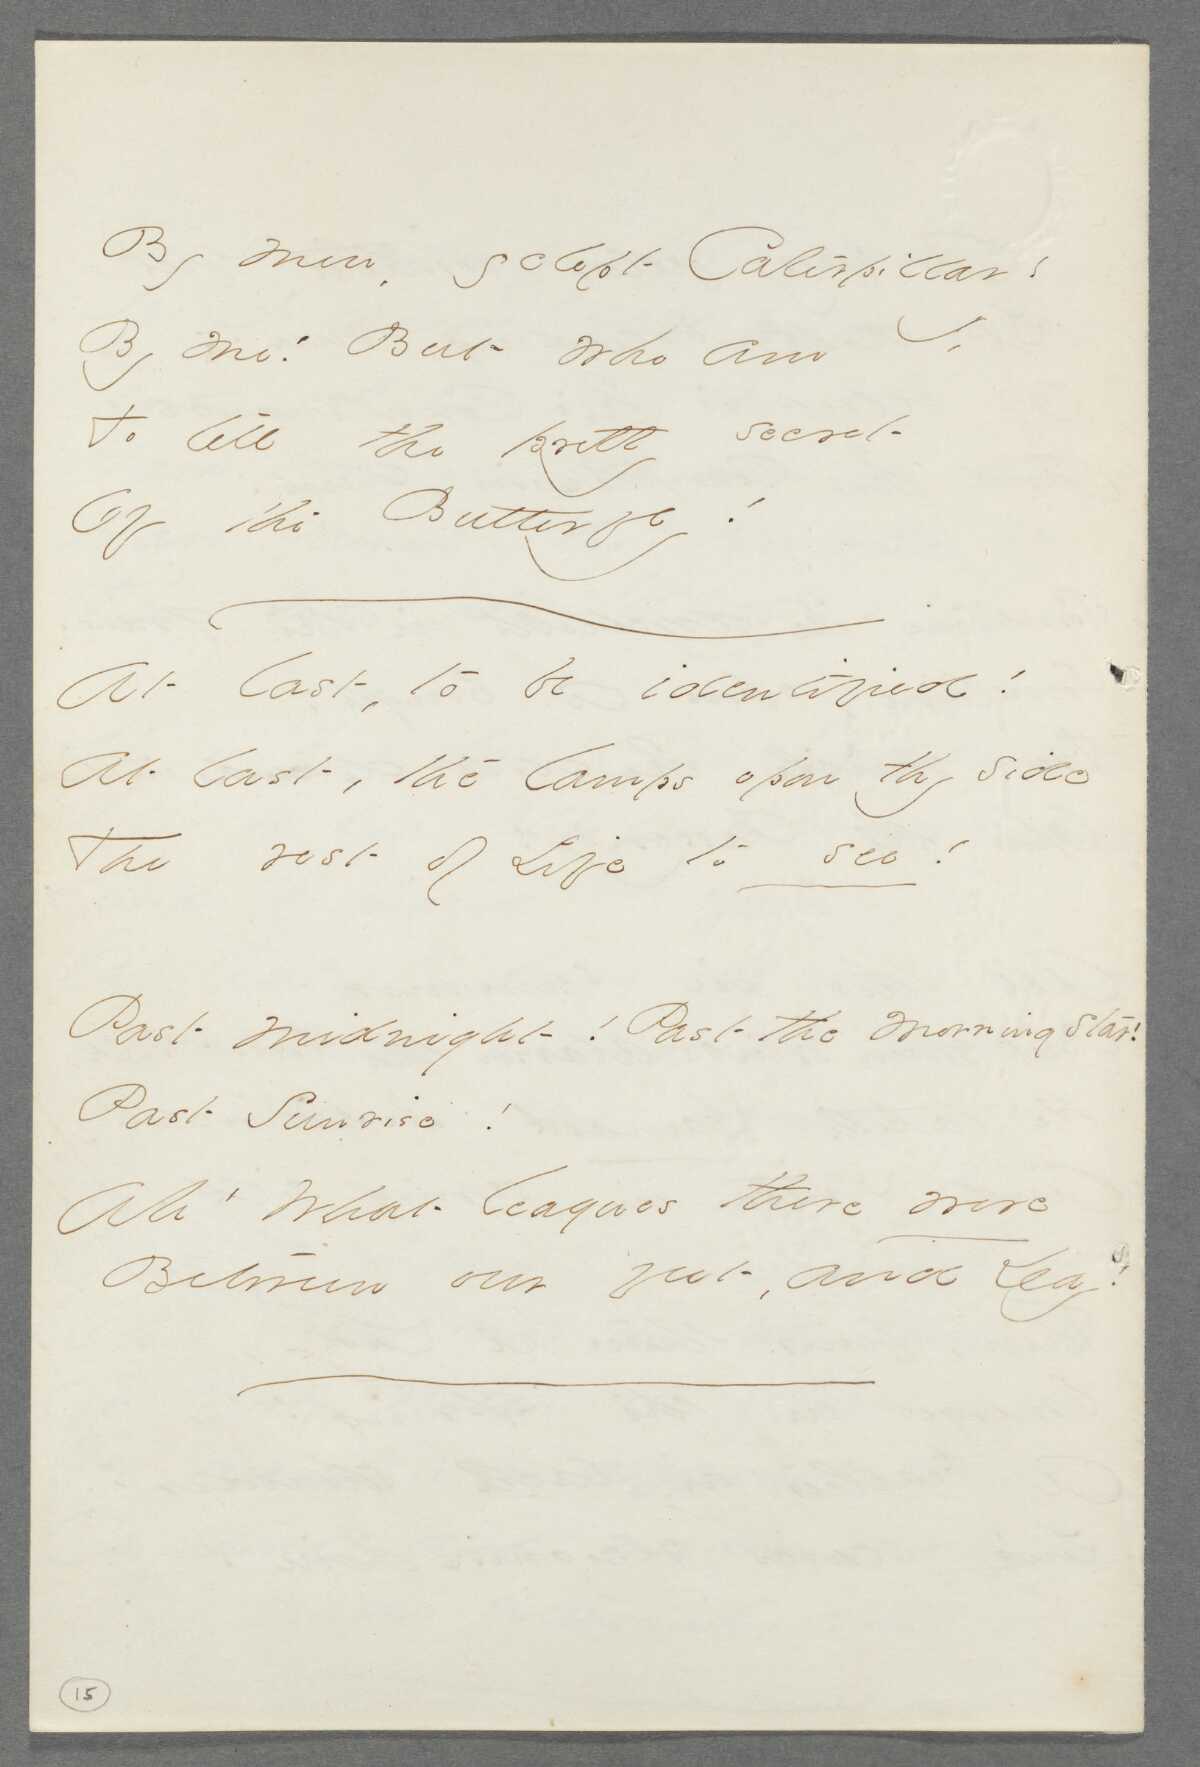 By men, yclept Caterpillar!
By me! But who am I,
To tell the pretty secret
Of the Butterfly!
At last, to be identified!
At last, the lamps opon thy side
The rest of Life to see!
Past Midnight! Past the Morning Star!
Past Sunrise!
Ah! What leagues there were
Between our feet, and Day!
15